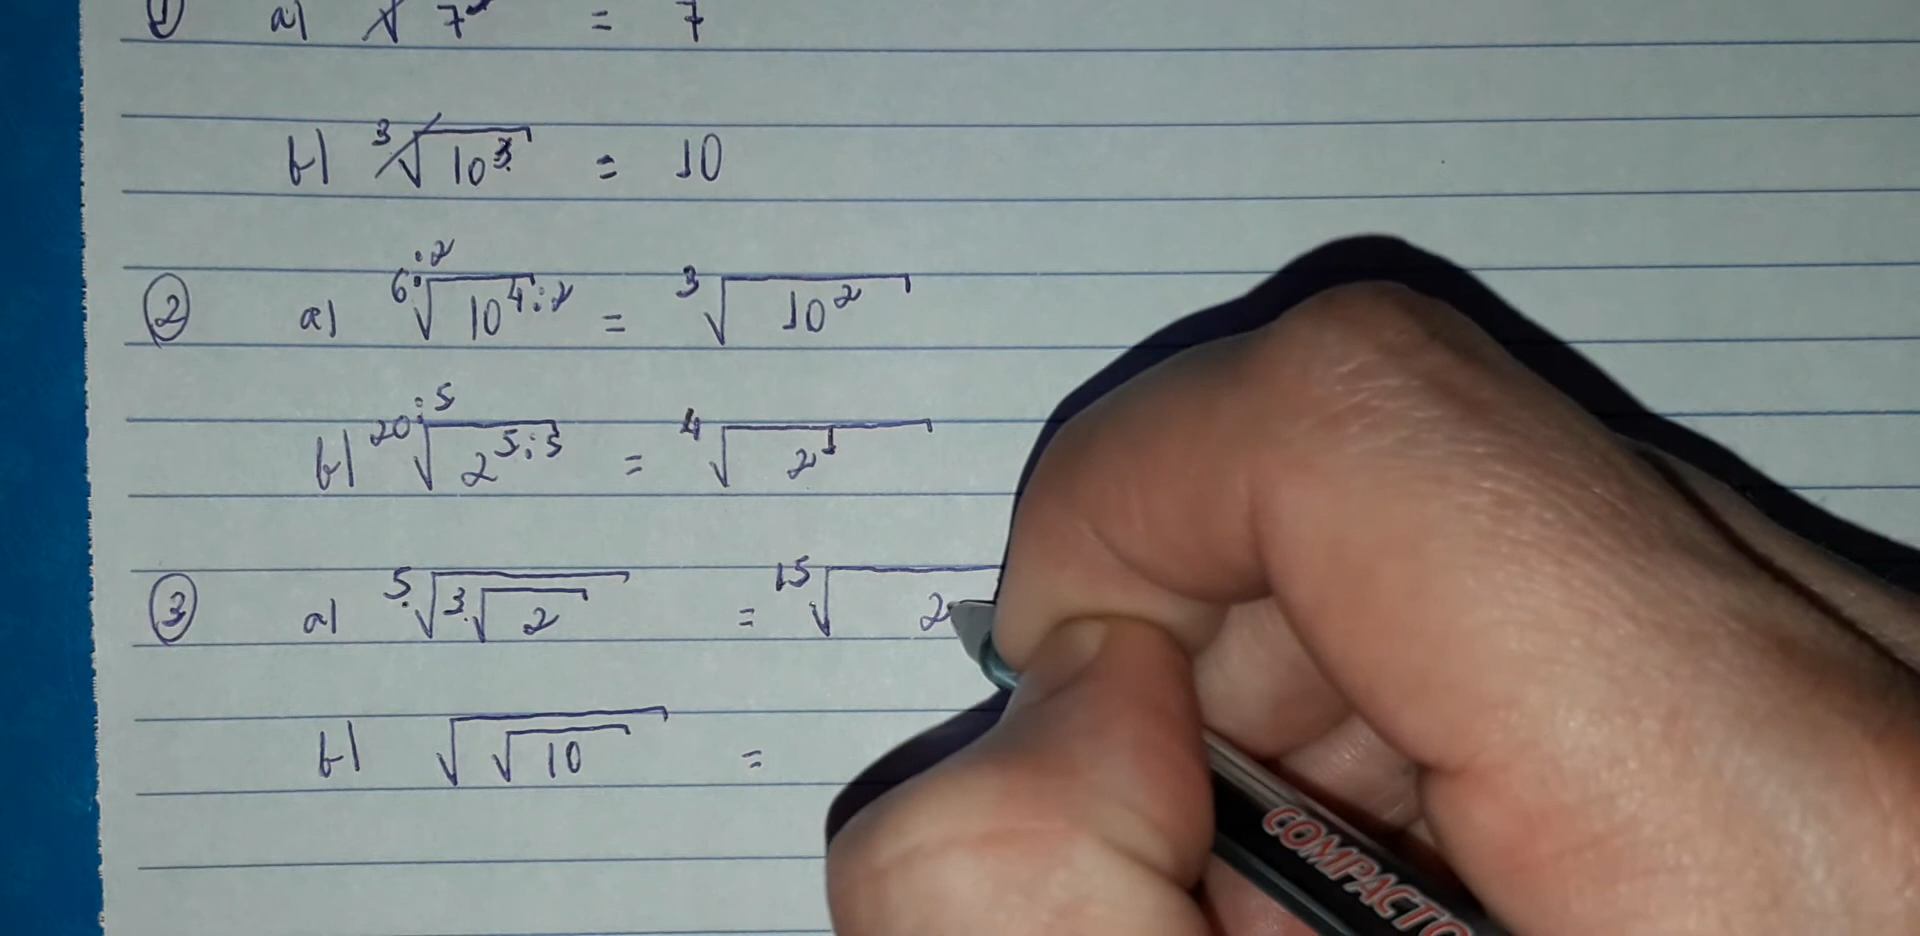 ① a) √7² = 7
b) ³√10³ = 10
② a) ⁶:²√10⁴:² = ³√10²
b) ²⁰:⁵√2⁵:⁵ = ⁴√2¹
③ a) ⁵√³√2 = ¹⁵√2
b) √√10 =
COMPACTO